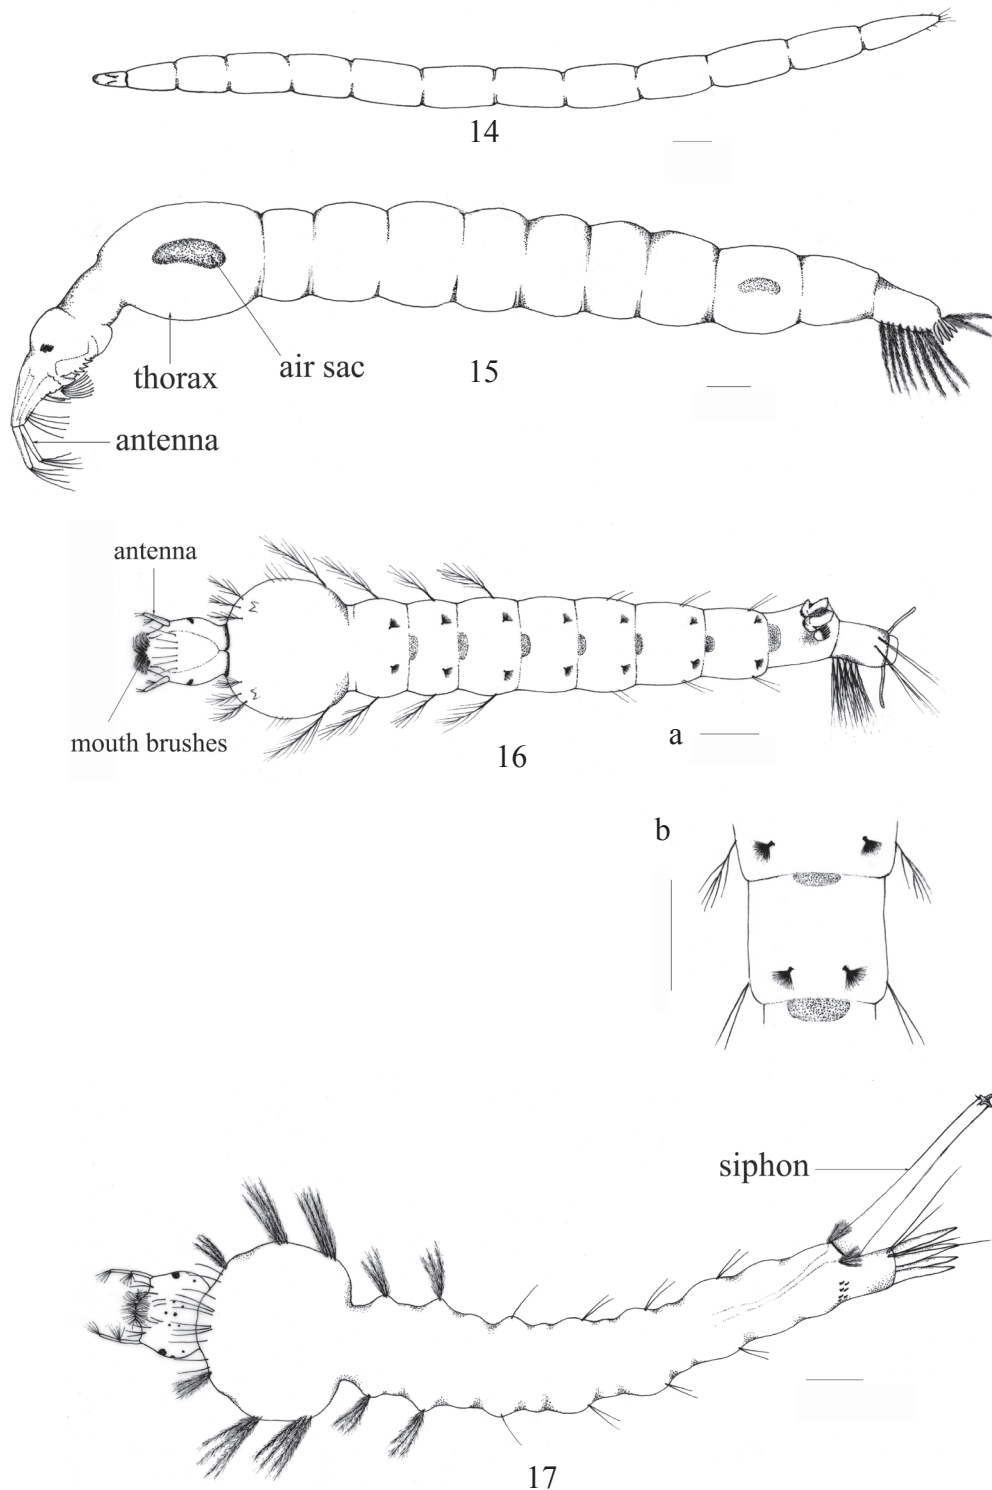 14
thorax
air sac
15
antenna
antenna
mouth brushes
16
a
b
siphon
17